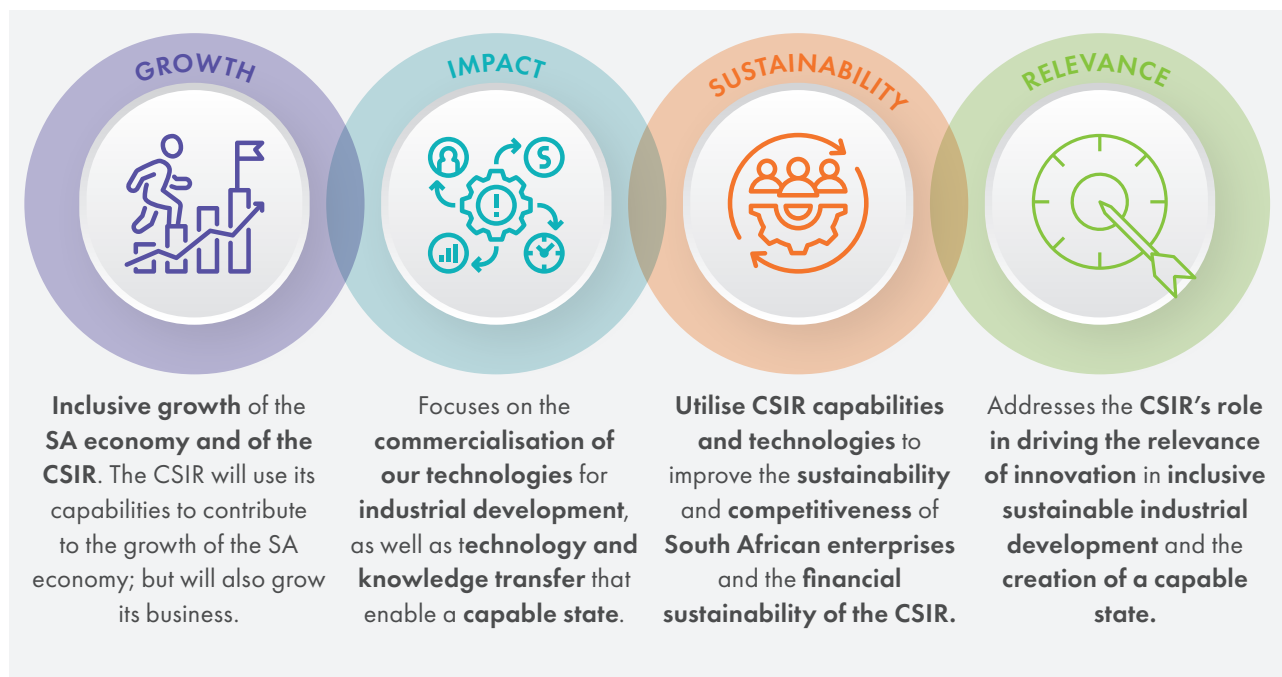 GROWTH
Inclusive growth of the
SA economy and of the
CSIR. The CSIR will use its
capabilities to contribute
to the growth of the SA
economy; but will also grow
its business.
IMPACT
S
Focuses on the
commercialisation of
our technologies for
industrial development,
as well as technology and
knowledge transfer that
enable a capable state.
SUSTAINABILITY
Utilise CSIR capabilities
and technologies to
improve the sustainability
and competitiveness of
South African enterprises
and the financial
sustainability of the CSIR.
RELEVANCE
Addresses the CSIR’s role
in driving the relevance
of innovation in inclusive
sustainable industrial
development and the
creation of a capable
state.